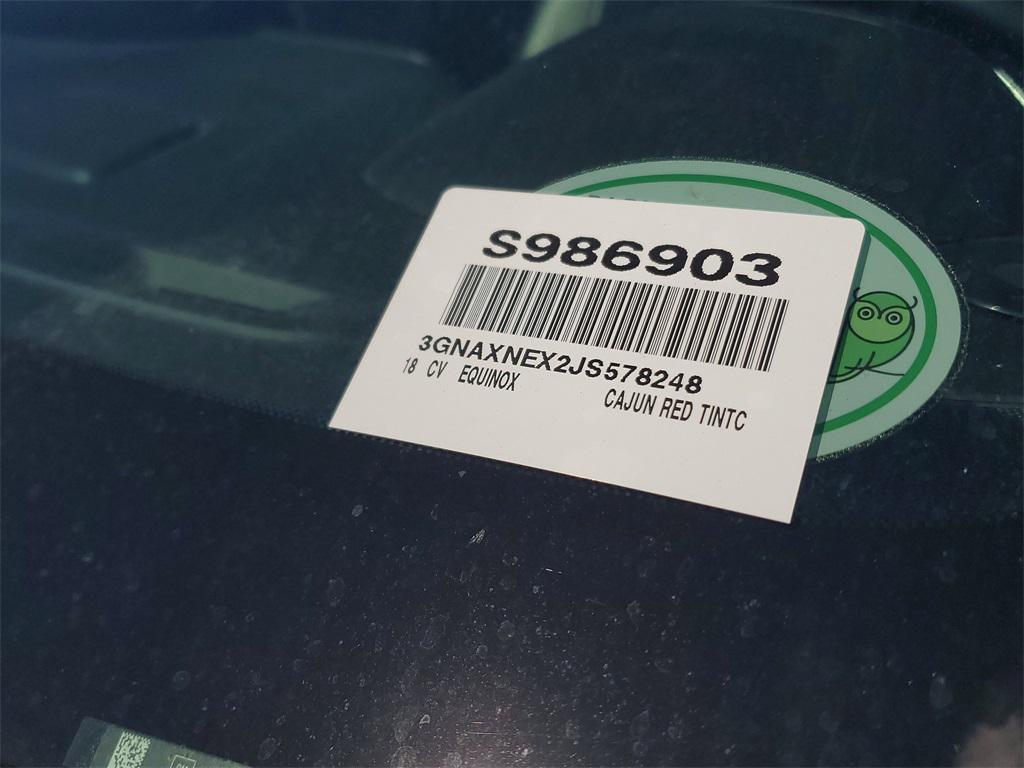 S986903
3GNAXNEX2JS578248
18 CV EQUINOX
CAJUN RED TINTC